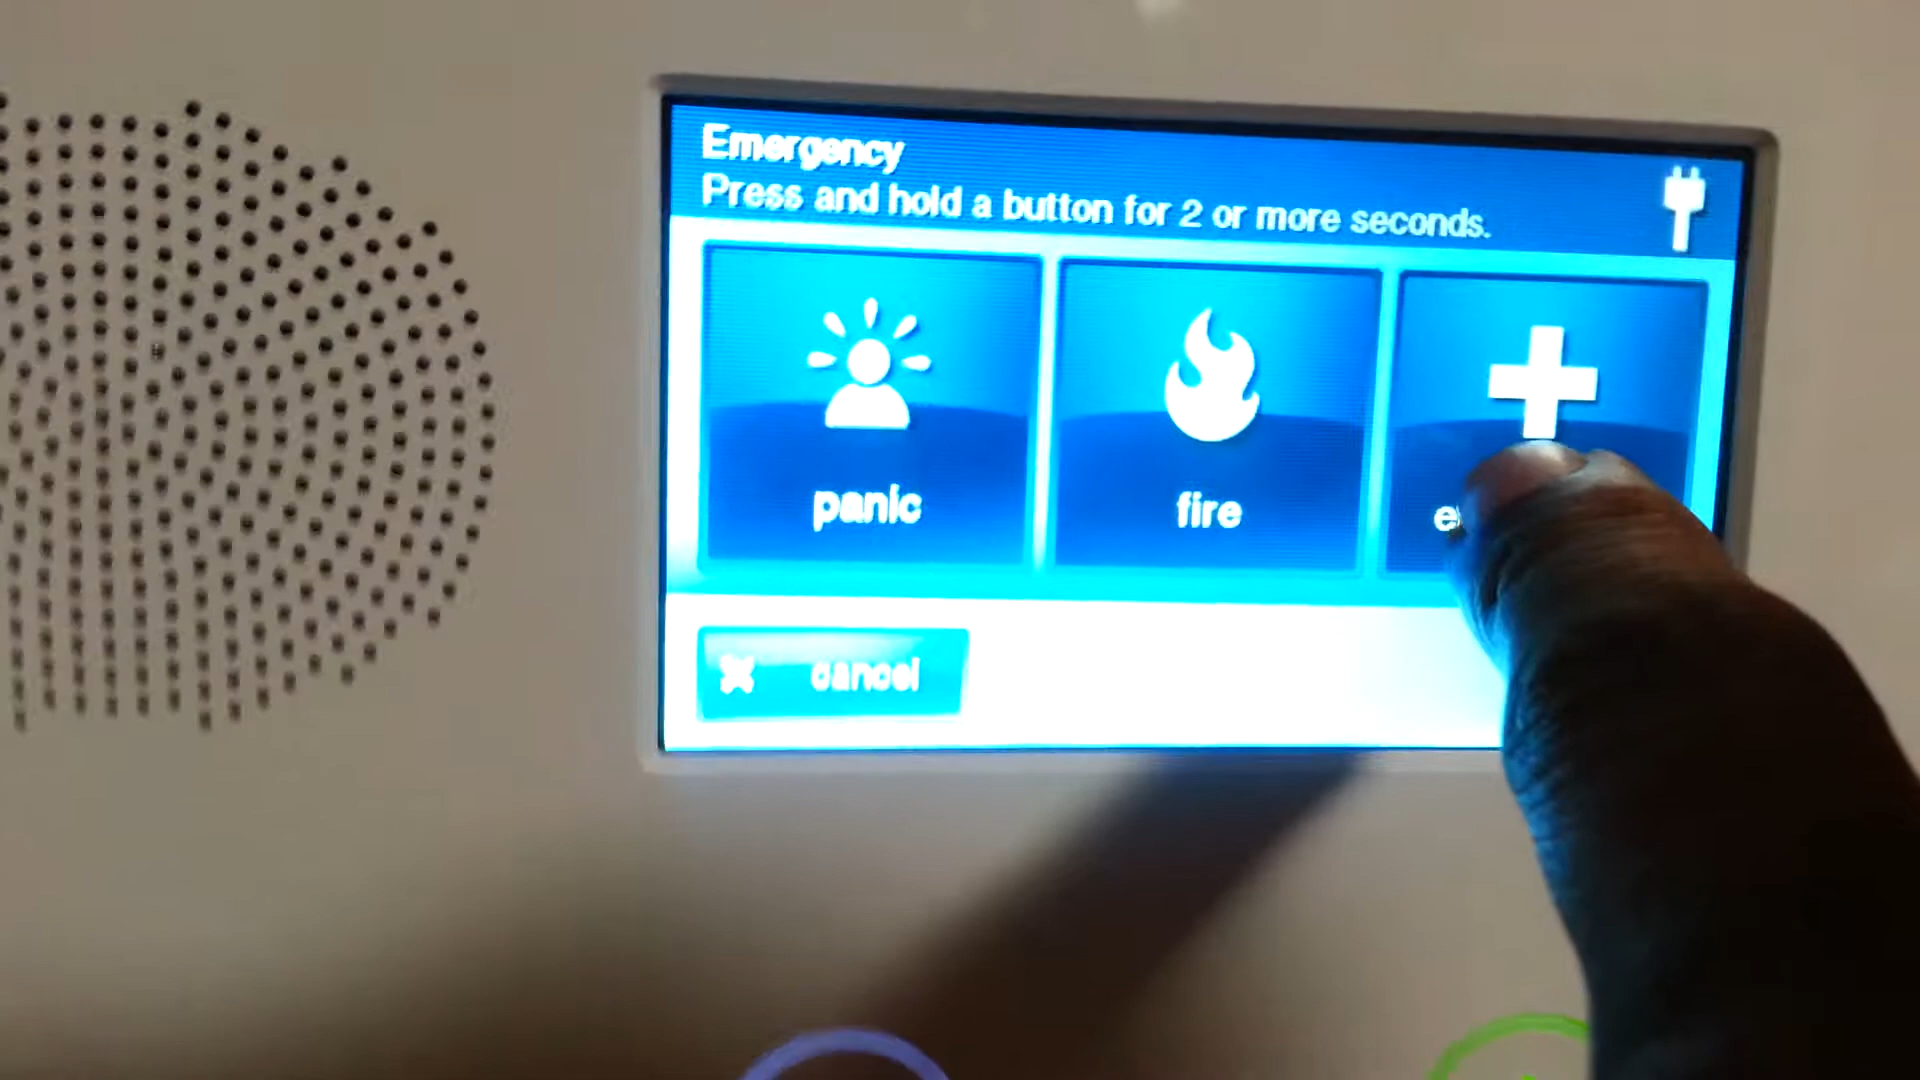 Emergency
Press and hold a button for 2 or more seconds.
panic
fire
cancel